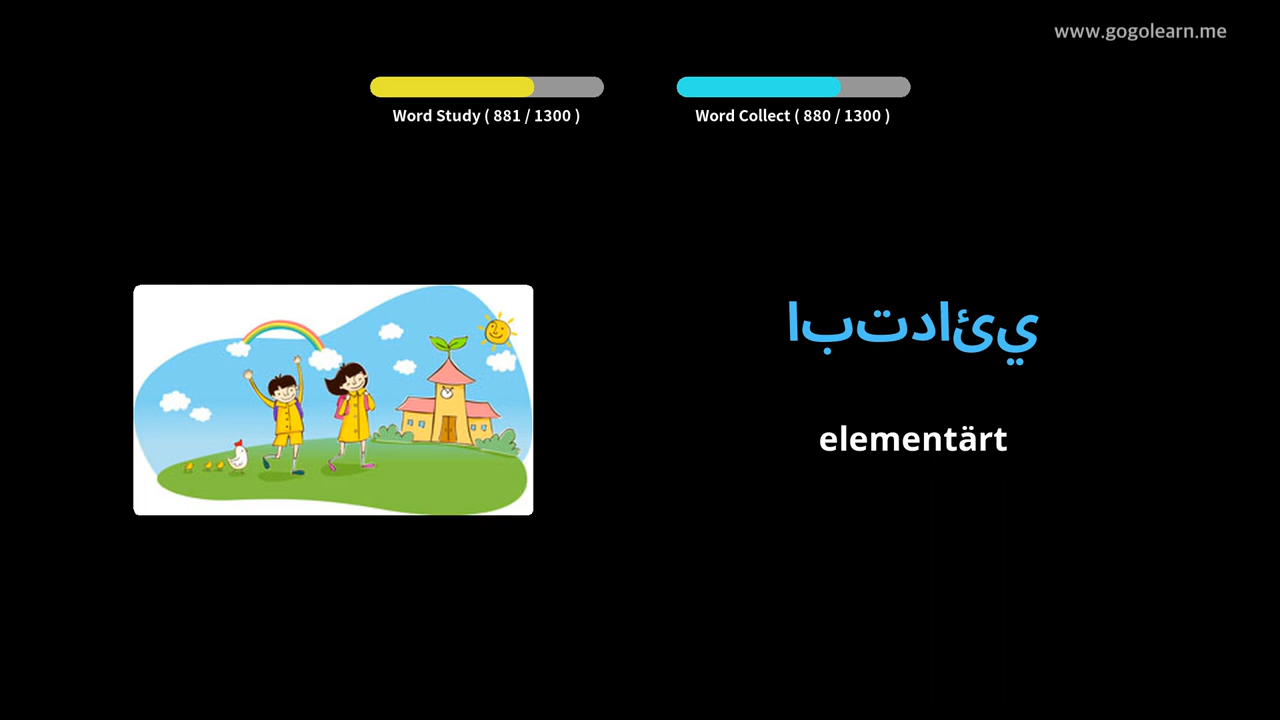 www.gogolearn.me
Word Study ( 881 / 1300 )
Word Collect ( 880 / 1300 )
ابتدائي
elementärt